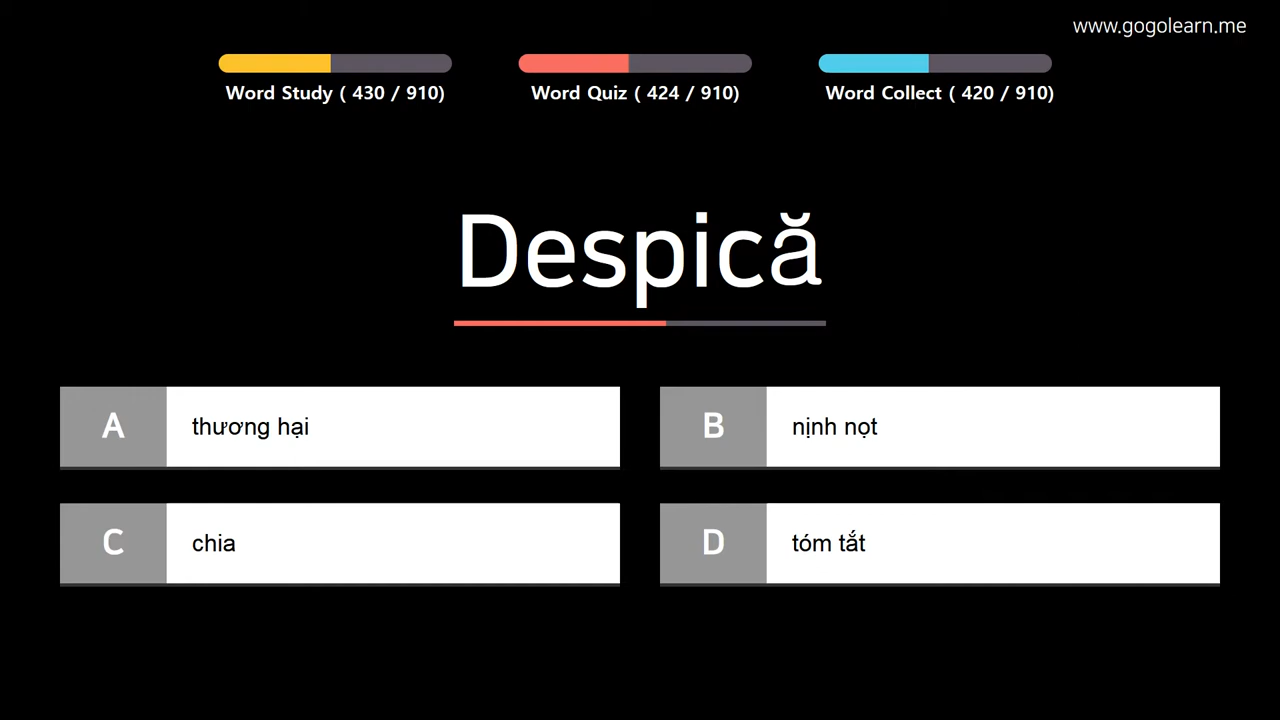 www.gogolearn.me
Word Study ( 430 / 910)
Word Quiz ( 424 / 910)
Word Collect ( 420 / 910)
Despică
A thương hại
B nịnh nọt
C chia
D tóm tắt